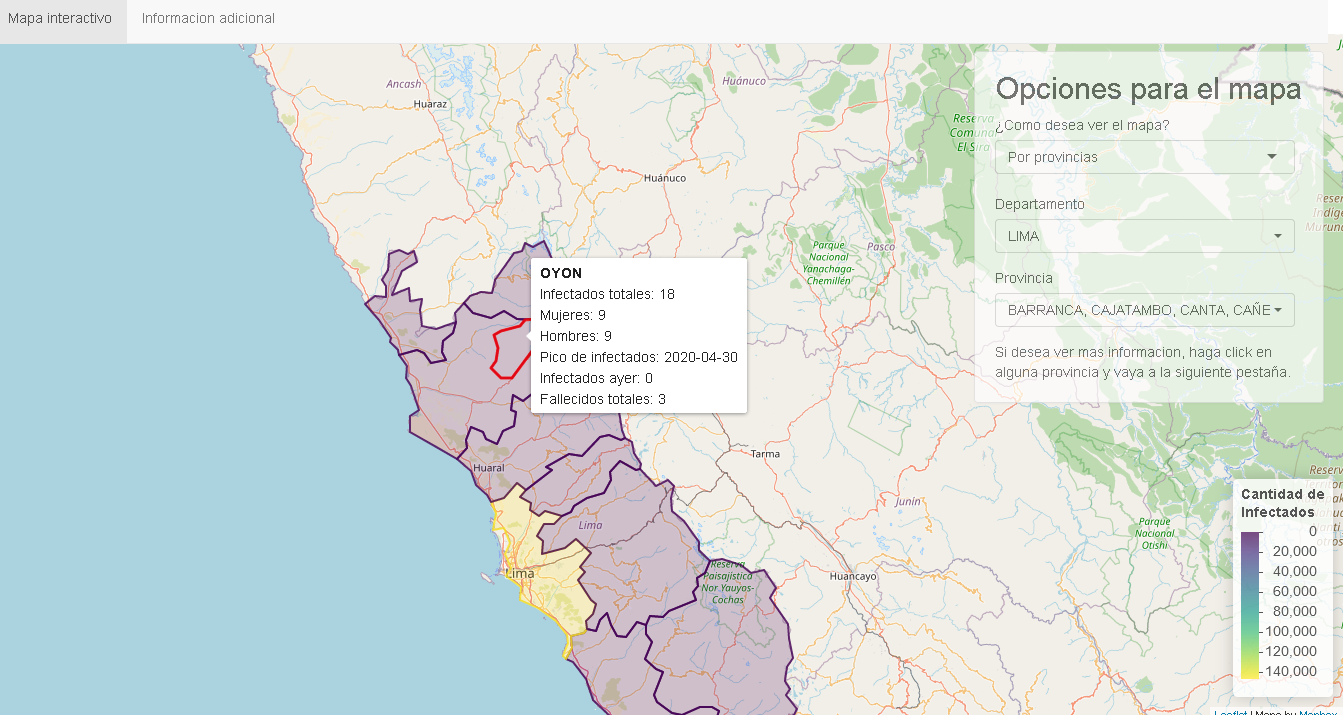 Mapa interactivo
Informacion adicional
Ancash
Huaraz
Huánuco
Huánuco
Reserva
Comunal
El Sira
Parque
Nacional
Yanachaga-
Chemillén
Pasco
Opciones para el mapa
¿Como desea ver el mapa?
Por provincias
Departamento
LIMA
Provincia
BARRANCA, CAJATAMBO, CANTA, CAÑE
Si desea ver mas informacion, haga click en
alguna provincia y vaya a la siguiente pestaña.
OYON
Infectados totales: 18
Mujeres: 9
Hombres: 9
Pico de infectados: 2020-04-30
Infectados ayer: 0
Fallecidos totales: 3
Huaral
Lima
Lima
Tarma
Junin
Reserva
Paisajística
Nor Yauyos-
Cochas
Huancayo
Parque
Nacional
Otishi
Reserva
Cantidad de
Infectados
0
20,000
40,000
60,000
80,000
100,000
120,000
140,000
Leaflet | Maps by Mapbox